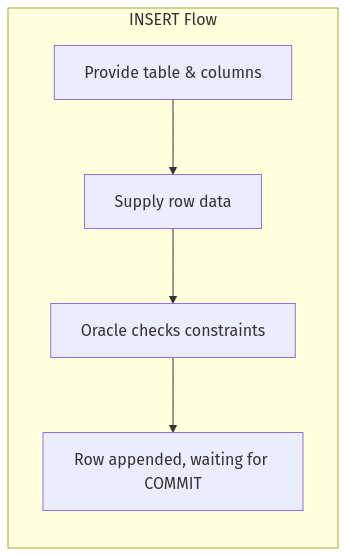 INSERT Flow
Provide table & columns
Supply row data
Oracle checks constraints
Row appended, waiting for
COMMIT